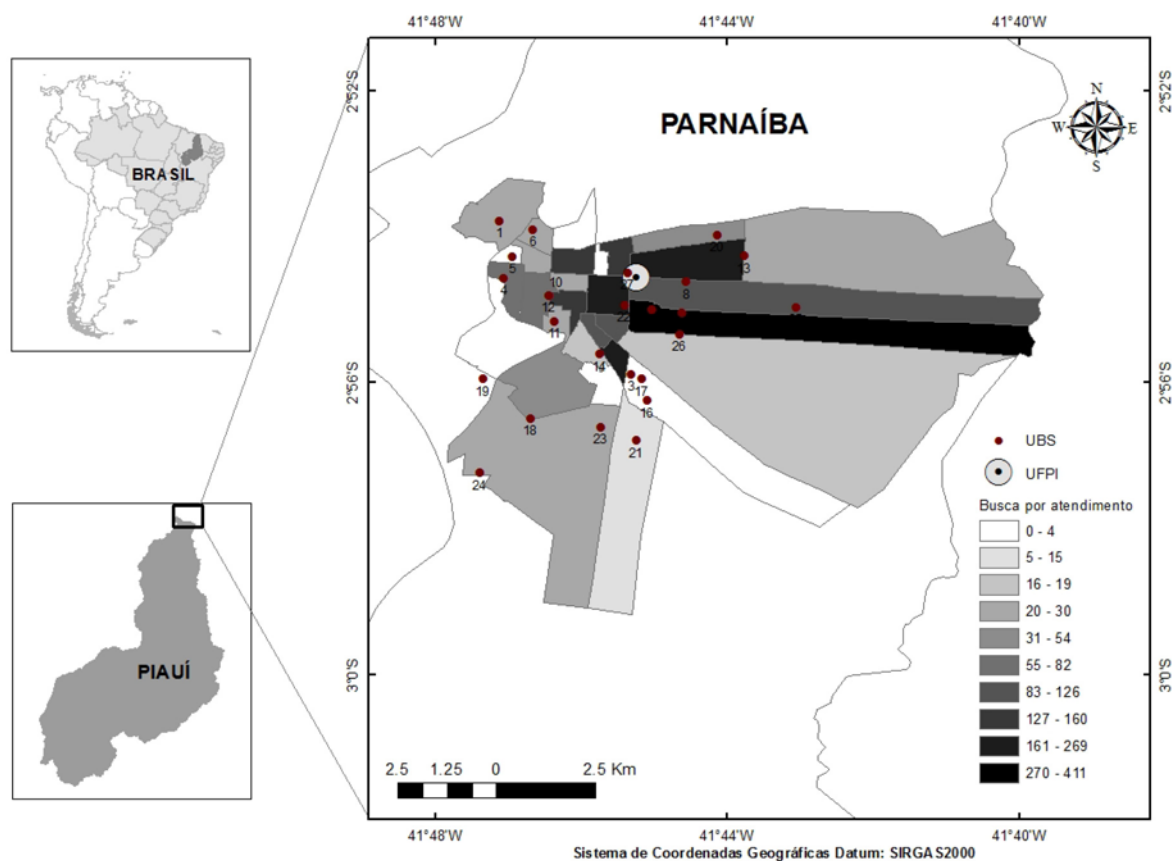 BRASIL
PIAUÍ
41°48'W 41°44'W 41°40'W
2°52'S 2°52'S
PARNAÍBA
N
W E
S
1
6
20
5
13
4
10
27
8
12
22
11
26
14
3
17
19
16
18
23
21
24
2°56'S 2°56'S
UBS
UFPI
Busca por atendimento
0 - 4
5 - 15
16 - 19
20 - 30
31 - 54
55 - 82
83 - 126
127 - 160
161 - 269
270 - 411
3°0'S 3°0'S
2.5 1.25 0 2.5 Km
41°48'W 41°44'W 41°40'W
Sistema de Coordenadas Geográficas Datum: SIRGAS2000